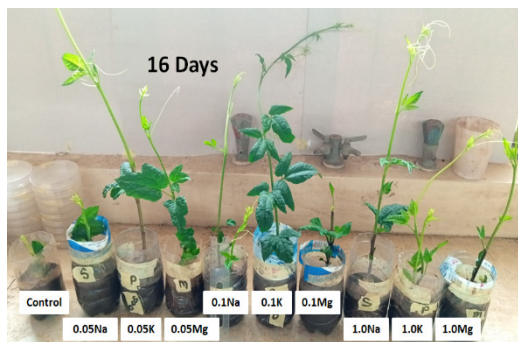 16 Days
Control
0.05Na
0.05K
0.05Mg
0.1Na
0.1K
0.1Mg
1.0Na
1.0K
1.0Mg
S
P
m
S
P
m